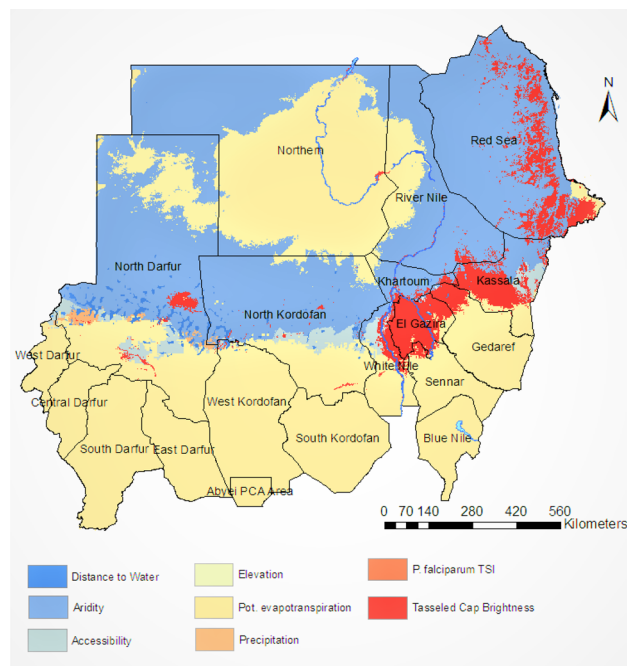 N
Red Sea
Northern
River Nile
North Darfur
Khartoum
Kassala
North Kordofan
El Gazira
Gedaref
West Darfur
White Nile
Sennar
Central Darfur
West Kordofan
South Kordofan
Blue Nile
South Darfur
East Darfur
Abyei PCA Area
0 70 140 280 420 560
Kilometers
Distance to Water
Elevation
P. falciparum TSI
Aridity
Pot. evapotranspiration
Tasseled Cap Brightness
Accessibility
Precipitation